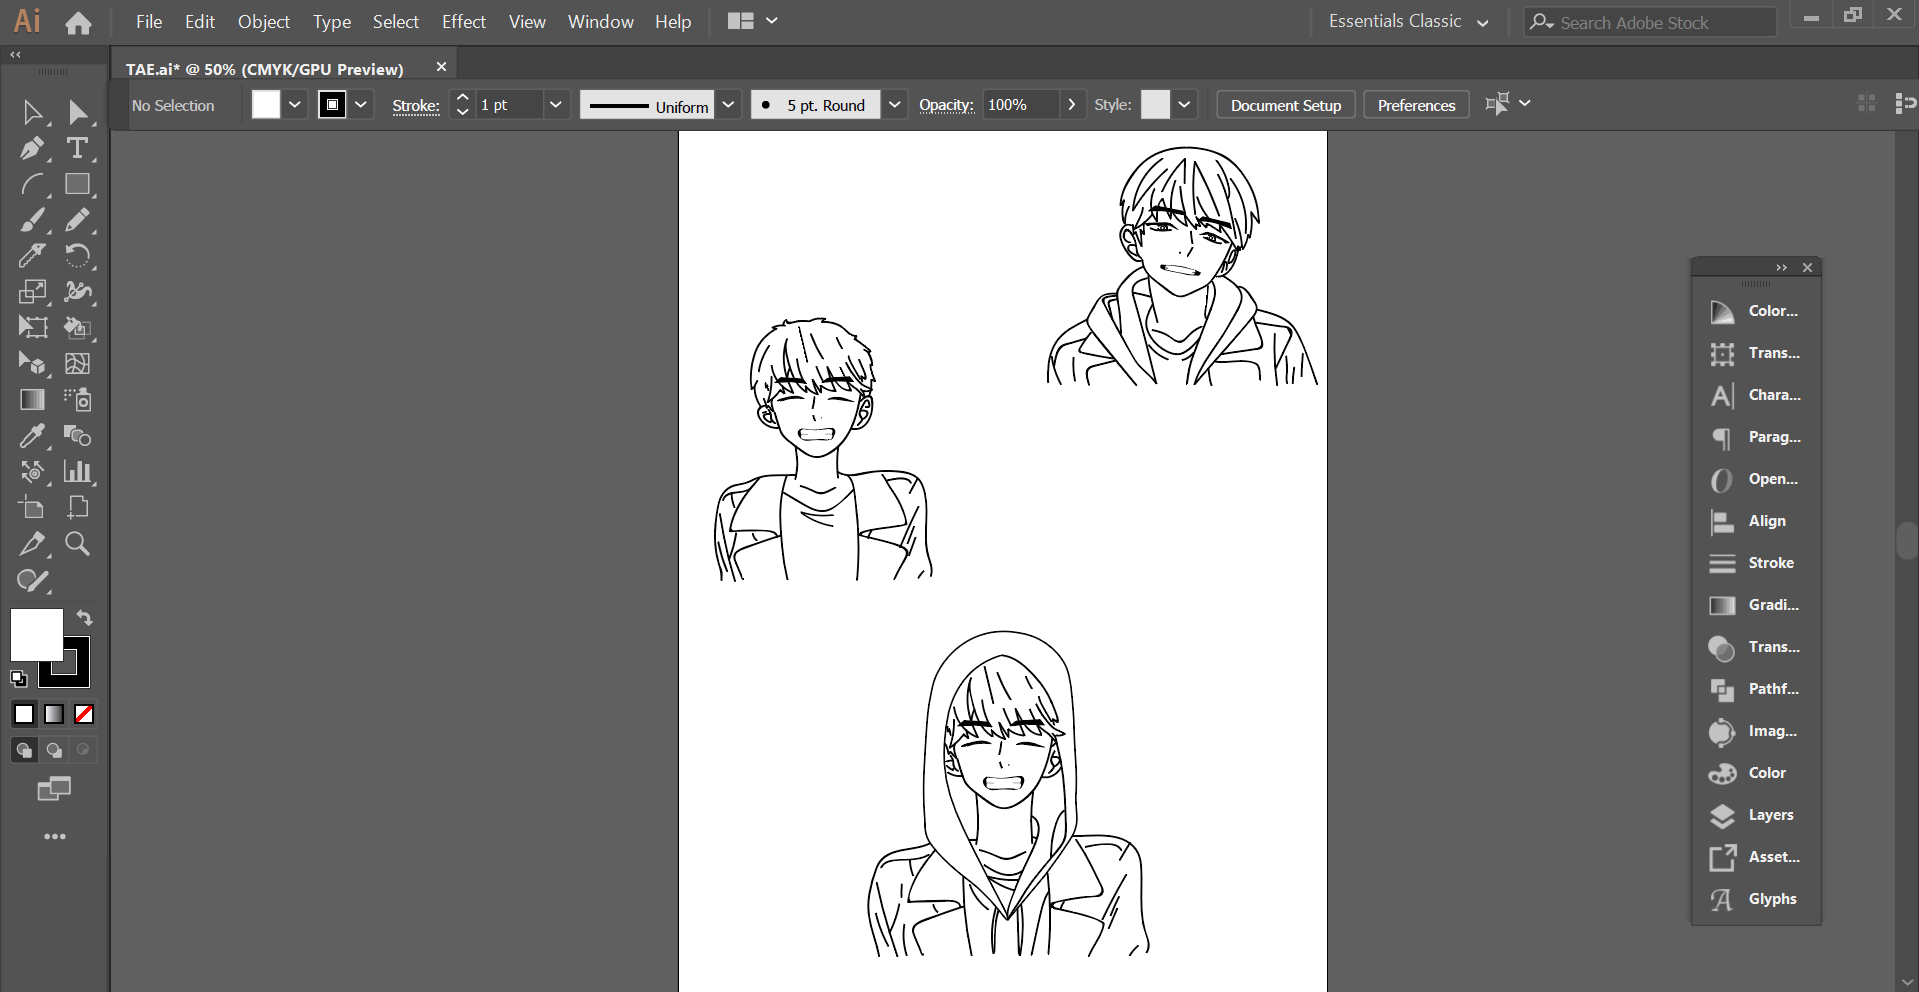 Ai File Edit Object Type Select Effect View Window Help Essentials Classic Search Adobe Stock
TAE.ai* @ 50% (CMYK/GPU Preview)
No Selection Stroke: 1 pt Uniform 5 pt. Round Opacity: 100% Style: Document Setup Preferences
Color...
Trans...
Chara...
Parag...
Open...
Align
Stroke
Gradi...
Trans...
Pathf...
Imag...
Color
Layers
Asset...
Glyphs